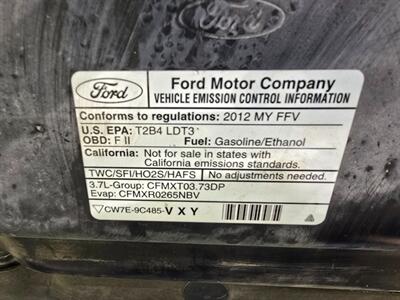 Ford
Ford
Ford Motor Company
VEHICLE EMISSION CONTROL INFORMATION
Conforms to regulations: 2012 MY FFV
U.S. EPA: T2B4 LDT3
OBD: F II Fuel: Gasoline/Ethanol
California: Not for sale in states with
California emissions standards.
TWC/SFI/HO2S/HAFS No adjustments needed.
3.7L-Group: CFMXT03.73DP
Evap: CFMXR0265NBV
CW7E-9C485-V X Y